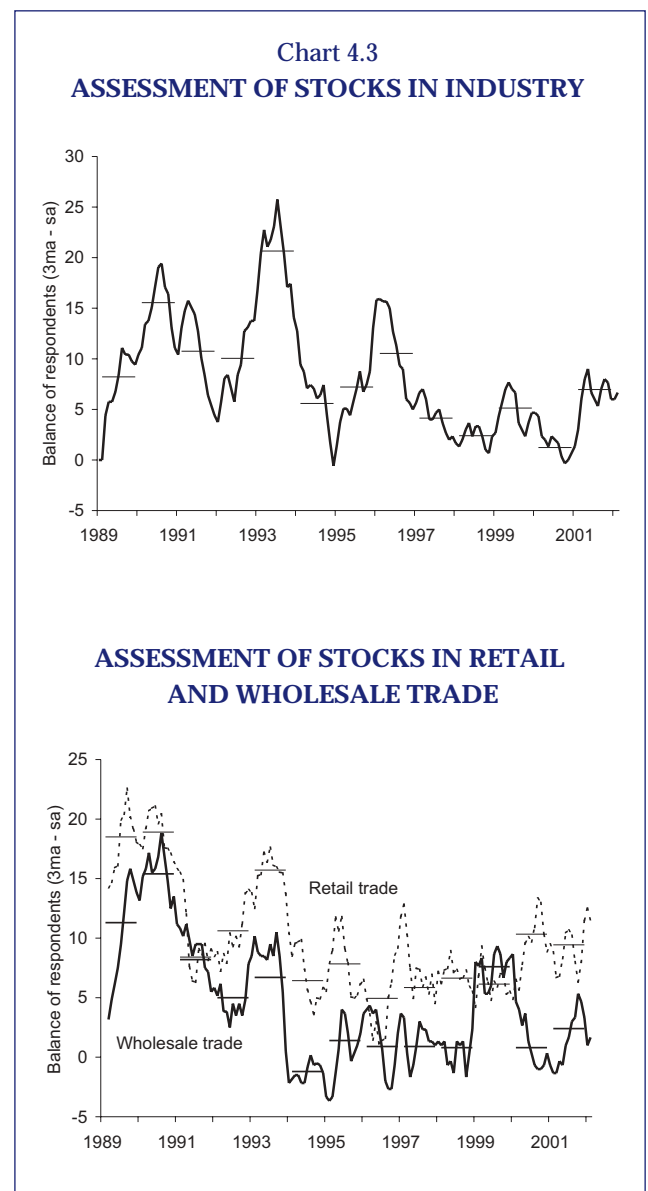 Chart 4.3
ASSESSMENT OF STOCKS IN INDUSTRY
Balance of respondents (3ma - sa)
30
25
20
15
10
5
0
-5
1989 1991 1993 1995 1997 1999 2001
ASSESSMENT OF STOCKS IN RETAIL
AND WHOLESALE TRADE
Balance of respondents (3ma - sa)
25
20
15
10
5
0
-5
Retail trade
Wholesale trade
1989 1991 1993 1995 1997 1999 2001